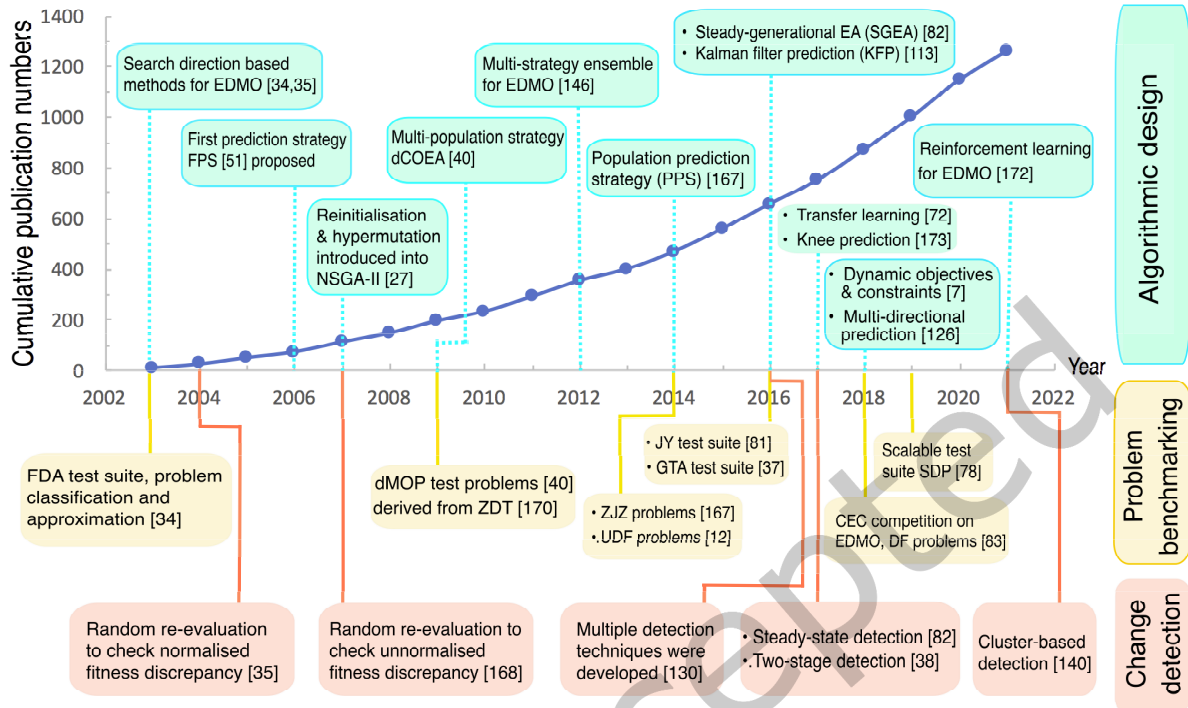 1400
1200
1000
800
600
400
200
0
Cumulative publication numbers
Search direction based
methods for EDMO [34,35]
First prediction strategy
FPS [51] proposed
Reinitialisation
& hypermutation
introduced into
NSGA-II [27]
Multi-population strategy
dCOEA [40]
Multi-strategy ensemble
for EDMO [146]
Population prediction
strategy (PPS) [167]
• Steady-generational EA (SGEA) [82]
• Kalman filter prediction (KFP) [113]
• Transfer learning [72]
• Knee prediction [173]
• Dynamic objectives
& constraints [7]
• Multi-directional
prediction [126]
Reinforcement learning
for EDMO [172]
Algorithmic design
Year
2002
2004
2006
2008
2010
2012
2014
2016
2018
2020
2022
FDA test suite, problem
classification and
approximation [34]
dMOP test problems [40]
derived from ZDT [170]
• ZJZ problems [167]
•.UDF problems [12]
• JY test suite [81]
• GTA test suite [37]
CEC competition on
EDMO, DF problems [83]
Scalable test
suite SDP [78]
Problem
benchmarking
Random re-evaluation
to check normalised
fitness discrepancy [35]
Random re-evaluation to
check unnormalised
fitness discrepancy [168]
Multiple detection
techniques were
developed [130]
• Steady-state detection [82]
•.Two-stage detection [38]
Cluster-based
detection [140]
Change
detection
epted